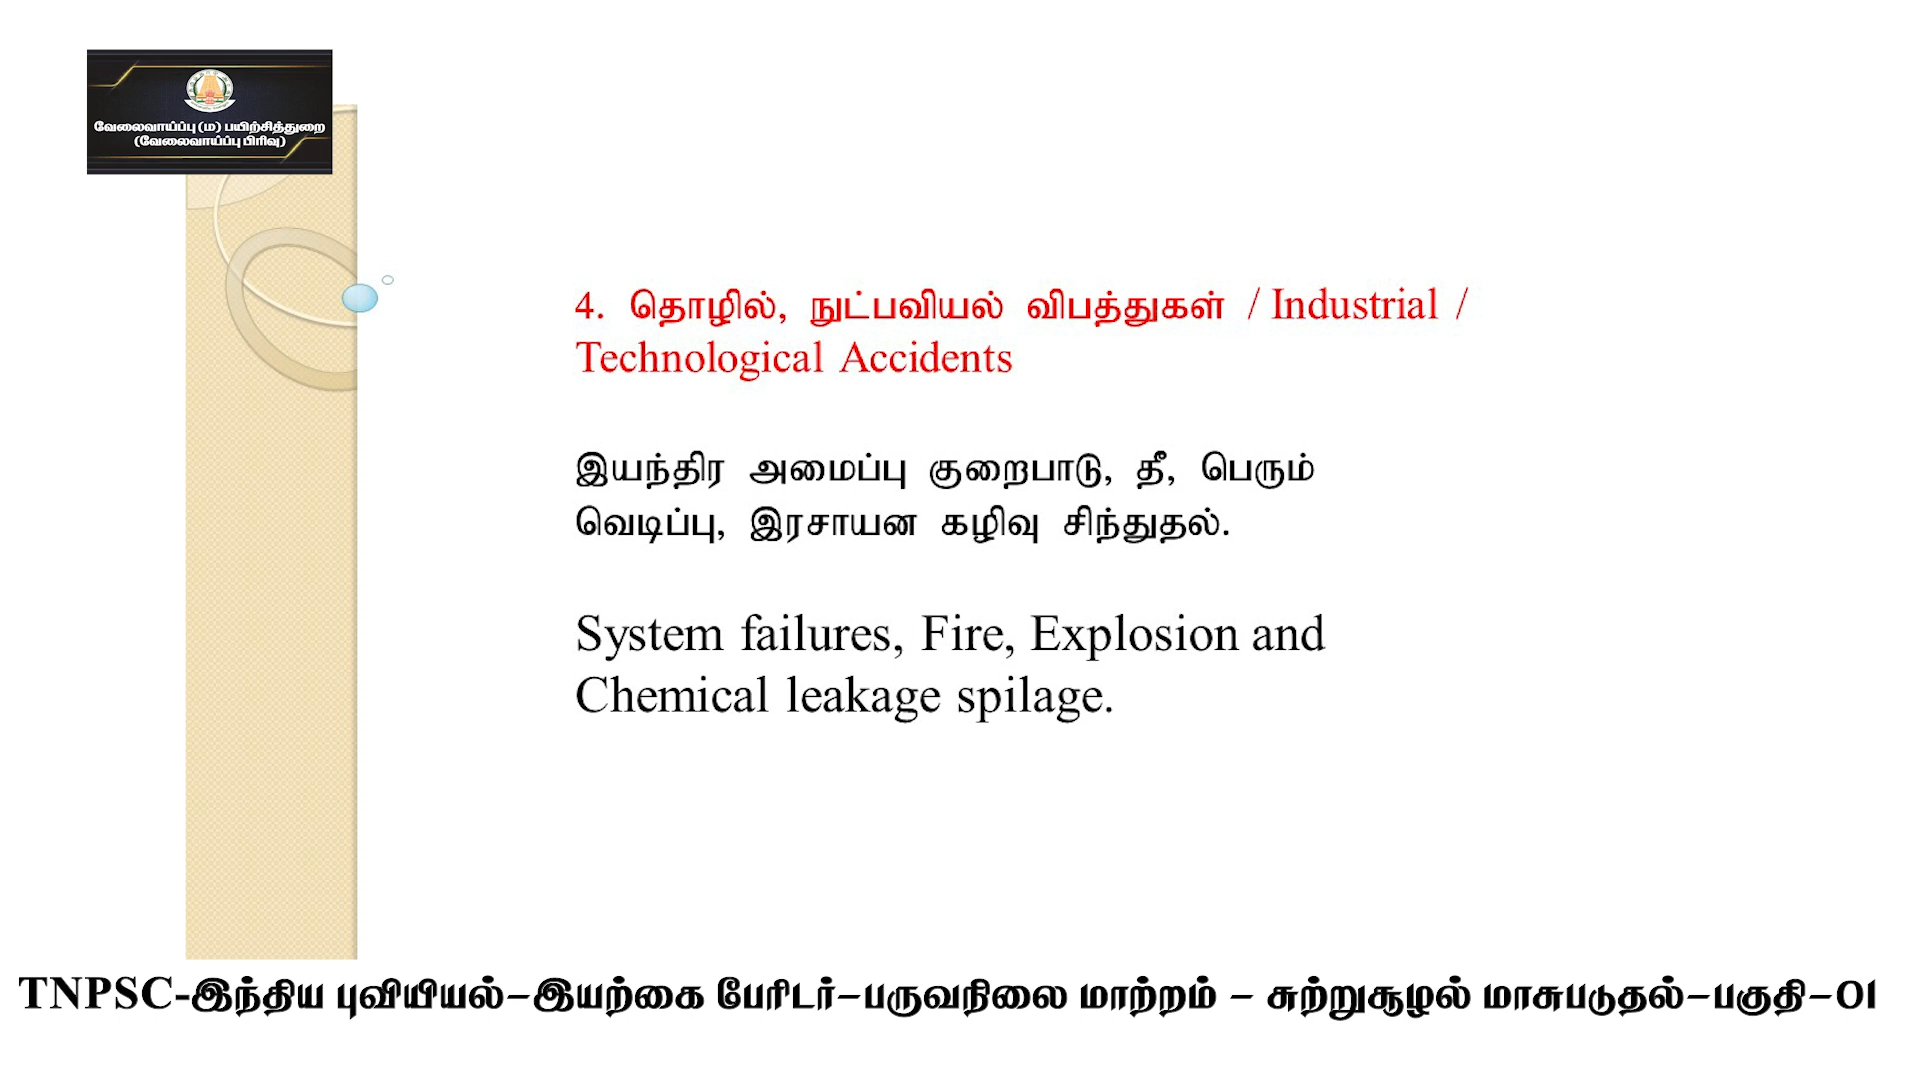 வேலைவாய்ப்பு (ம) பயிற்சித்துறை
(வேலைவாய்ப்பு பிரிவு)
4. தொழில், நுட்பவியல் விபத்துகள் / Industrial /
Technological Accidents
இயந்திர அமைப்பு குறைபாடு, தீ, பெரும்
வெடிப்பு, இரசாயன கழிவு சிந்துதல்.
System failures, Fire, Explosion and
Chemical leakage spilage.
TNPSC-இந்திய புவியியல்-இயற்கை பேரிடர்-பருவநிலை மாற்றம் - சுற்றுசூழல் மாசுபடுதல்-பகுதி-01